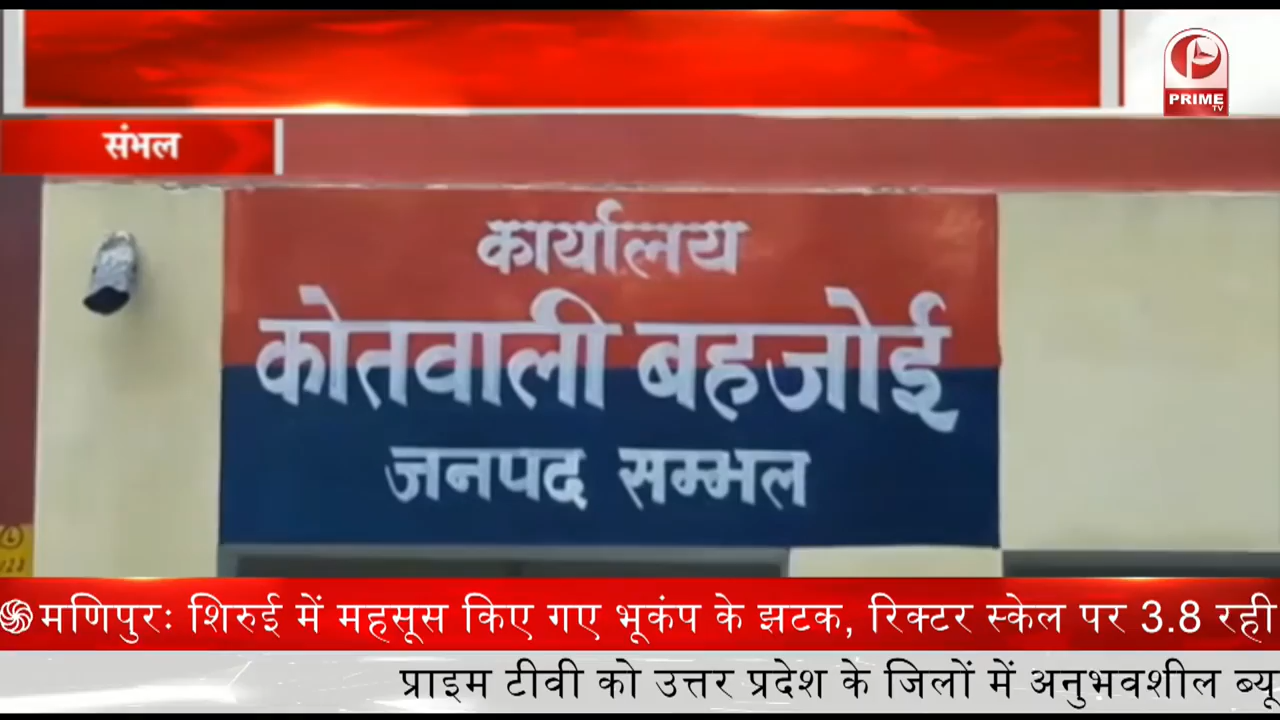 PRIME
TV
संभल
कार्यालय
कोतवाली बहजोई
जनपद सम्भल
मणिपुरः शिरुई में महसूस किए गए भूकंप के झटक, रिक्टर स्केल पर 3.8 रही
प्राइम टीवी को उत्तर प्रदेश के जिलों में अनुभवशील ब्यू